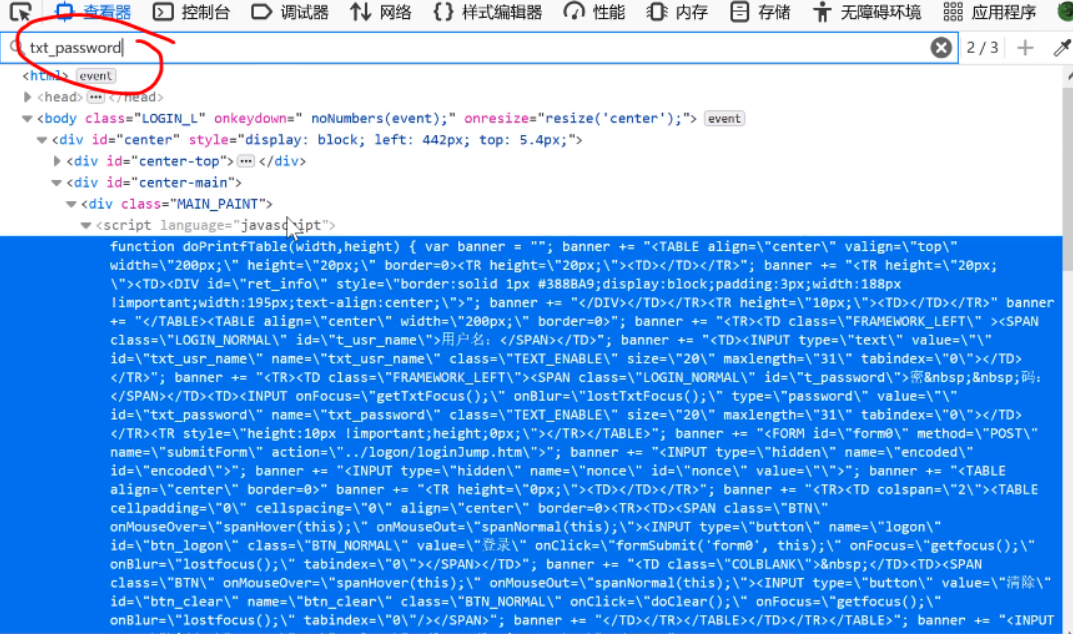 查看器 控制台 调试器 网络 {} 样式编辑器 性能 内存 存储 无障碍环境 应用程序
txt_password 2 / 3 +
<html> event
<head> ··· </head>
<body class="LOGIN_L" onkeydown=" noNumbers(event);" onresize="resize('center');"> event
<div id="center" style="display: block; left: 442px; top: 5.4px;">
<div id="center-top"> ··· </div>
<div id="center-main">
<div class="MAIN_PAINT">
<script language="javascript">
function doPrintfTable(width,height) { var banner = ""; banner += "<TABLE align=\"center\" valign=\"top\"
width=\"200px;\" height=\"20px;\" border=0><TR height=\"20px;\"><TD></TD></TR>"; banner += "<TR height=\"20px;
\"><TD><DIV id=\"ret_info\" style=\"border:solid 1px #388BA9;display:block;padding:3px;width:188px
!important;width:195px;text-align:center;\">"; banner += "</DIV></TD></TR><TR height=\"10px;\"><TD></TD></TR>" banner
+= "</TABLE><TABLE align=\"center\" width=\"200px;\" border=0>"; banner += "<TR><TD class=\"FRAMEWORK_LEFT\" ><SPAN
class=\"LOGIN_NORMAL\" id=\"t_usr_name\">用户名：</SPAN></TD>"; banner += "<TD><INPUT type=\"text\" value=\"\"
id=\"txt_usr_name\" name=\"txt_usr_name\" class=\"TEXT_ENABLE\" size=\"20\" maxlength=\"31\" tabindex=\"0\"></TD>
</TR>"; banner += "<TR><TD class=\"FRAMEWORK_LEFT\"><SPAN class=\"LOGIN_NORMAL\" id=\"t_password\">密&nbsp;&nbsp;码：
</SPAN></TD><TD><INPUT onFocus=\"getTxtFocus();\" onBlur=\"lostTxtFocus();\" type=\"password\" value=\"\"
id=\"txt_password\" name=\"txt_password\" class=\"TEXT_ENABLE\" size=\"20\" maxlength=\"31\" tabindex=\"0\"></TD>
</TR><TR style=\"height:10px !important;height;0px;\"></TR></TABLE>"; banner += "<FORM id=\"form0\" method=\"POST\"
name=\"submitForm\" action=\"../logon/loginJump.htm\">"; banner += "<INPUT type=\"hidden\" name=\"encoded\"
id=\"encoded\">"; banner += "<INPUT type=\"hidden\" name=\"nonce\" id=\"nonce\" value=\"\">"; banner += "<TABLE
align=\"center\" border=0>" banner += "<TR height=\"0px;\"><TD></TD></TR>"; banner += "<TR><TD colspan=\"2\"><TABLE
cellpadding=\"0\" cellspacing=\"0\" align=\"center\" border=0><TR><TD><SPAN class=\"BTN\"
onMouseOver=\"spanHover(this);\" onMouseOut=\"spanNormal(this);\"><INPUT type=\"button\" name=\"logon\"
id=\"btn_logon\" class=\"BTN_NORMAL\" value=\"登录\" onClick=\"formSubmit('form0', this);\" onFocus=\"getfocus();\"
onBlur=\"lostfocus();\" tabindex=\"0\"></SPAN></TD>"; banner += "<TD class=\"COLBLANK\">&nbsp;</TD><TD><SPAN
class=\"BTN\" onMouseOver=\"spanHover(this);\" onMouseOut=\"spanNormal(this);\"><INPUT type=\"button\" value=\"清除\"
id=\"btn_clear\" name=\"btn_clear\" class=\"BTN_NORMAL\" onClick=\"doClear();\" onFocus=\"getfocus();\"
onBlur=\"lostfocus();\" tabindex=\"0\"/></SPAN>"; banner += "</TD></TR></TABLE></TD></TR>"; banner += "<INPUT